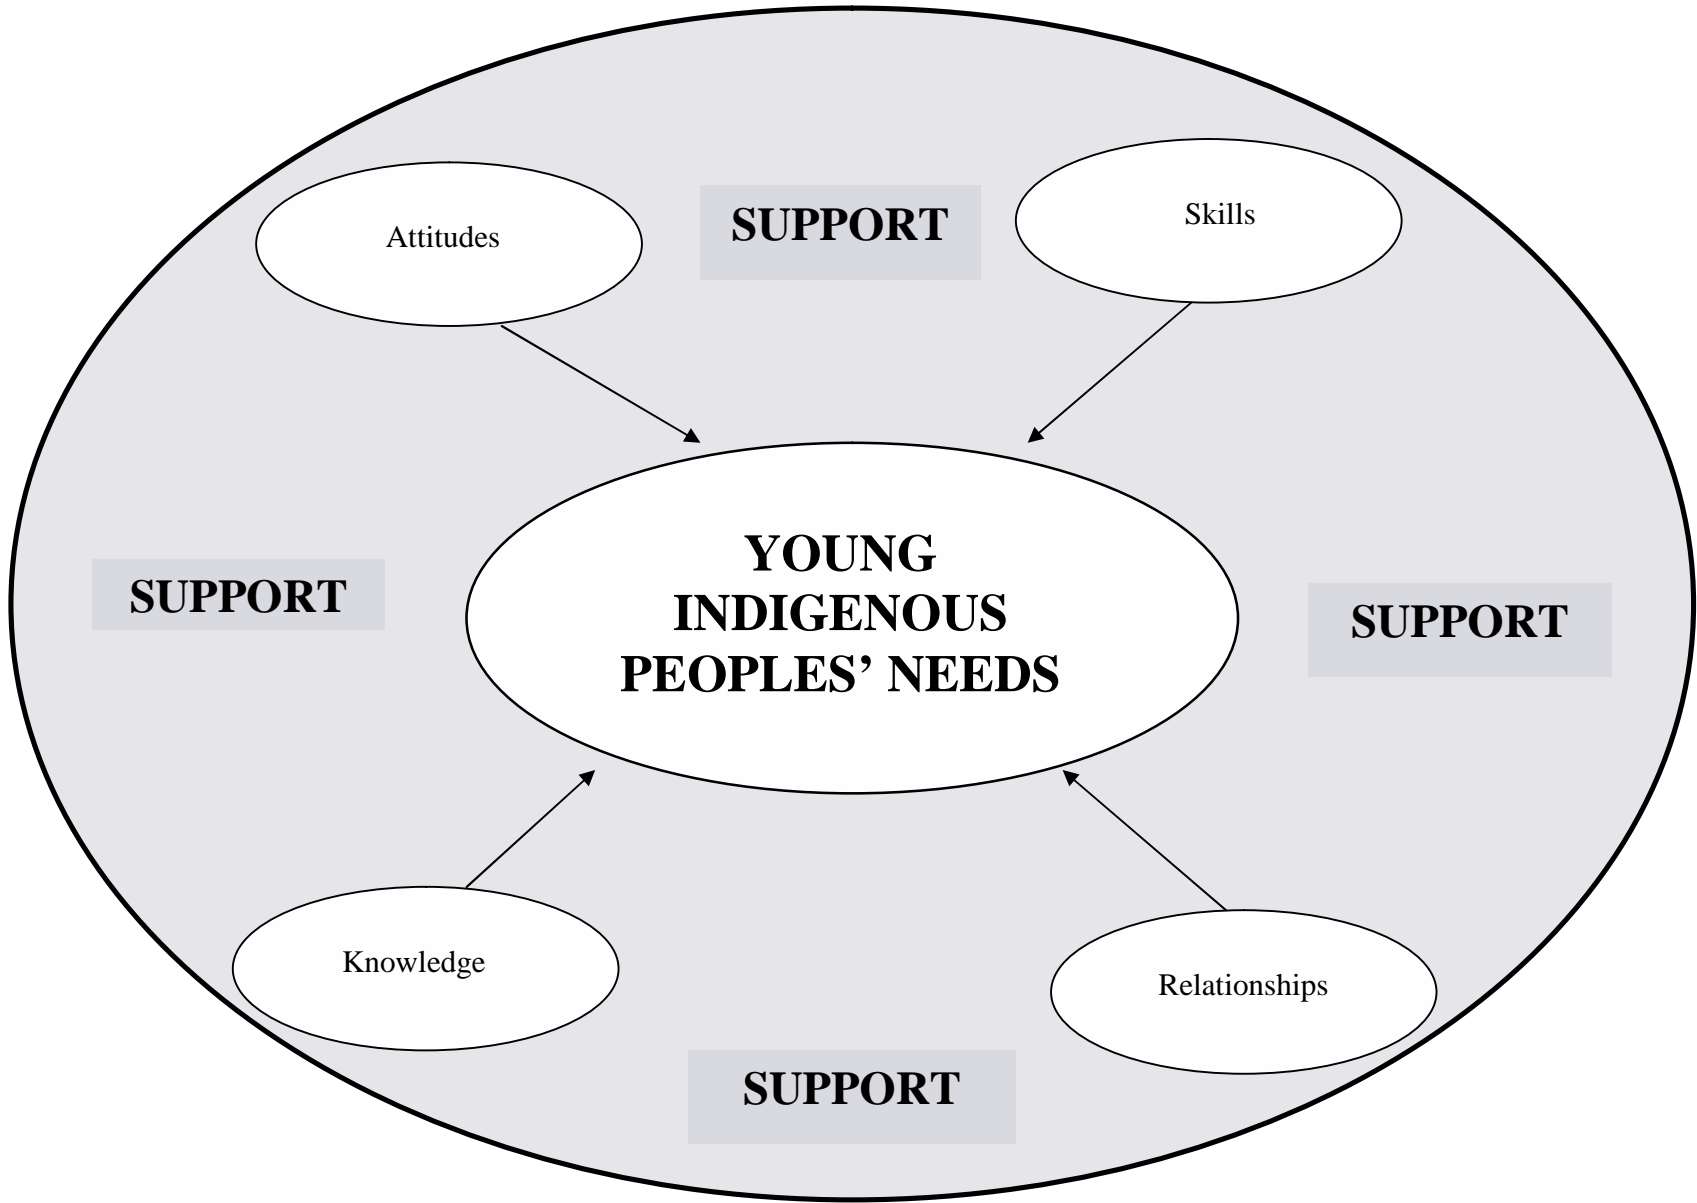 Attitudes
SUPPORT
Skills
SUPPORT
YOUNG
INDIGENOUS
PEOPLES’ NEEDS
SUPPORT
Knowledge
Relationships
SUPPORT